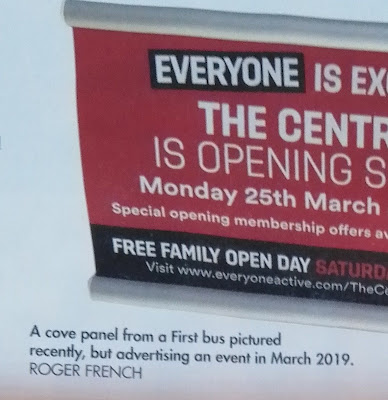 EVERYONE IS EX
THE CENTR
IS OPENING S
Monday 25th March
Special opening membership offers av
FREE FAMILY OPEN DAY SATURD
Visit www.everyoneactive.com/TheCe
A cove panel from a First bus pictured
recently, but advertising an event in March 2019.
ROGER FRENCH